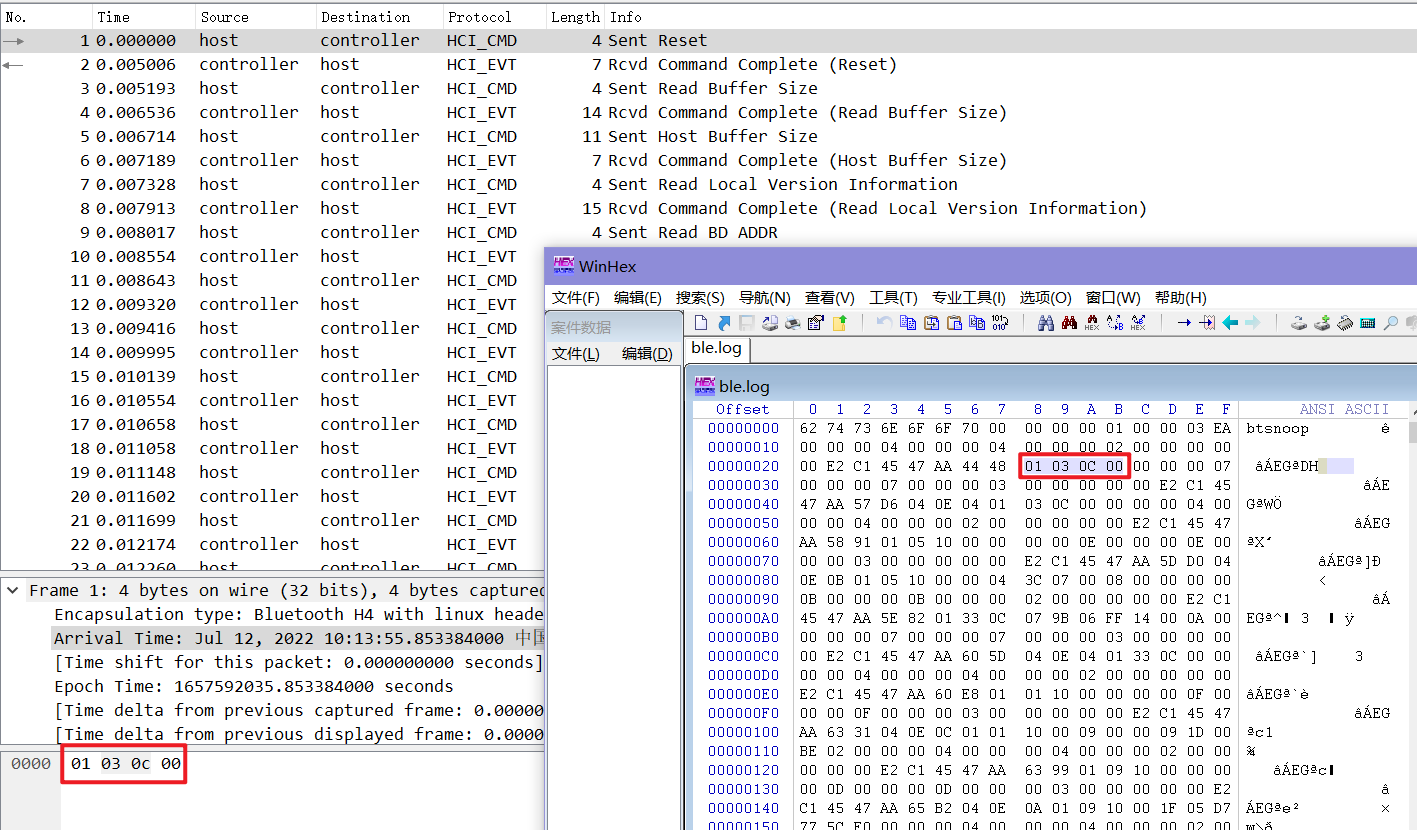 No. Time Source Destination Protocol Length Info
1 0.000000 host controller HCI_CMD 4 Sent Reset
2 0.005006 controller host HCI_EVT 7 Rcvd Command Complete (Reset)
3 0.005193 host controller HCI_CMD 4 Sent Read Buffer Size
4 0.006536 controller host HCI_EVT 14 Rcvd Command Complete (Read Buffer Size)
5 0.006714 host controller HCI_CMD 11 Sent Host Buffer Size
6 0.007189 controller host HCI_EVT 7 Rcvd Command Complete (Host Buffer Size)
7 0.007328 host controller HCI_CMD 4 Sent Read Local Version Information
8 0.007913 controller host HCI_EVT 15 Rcvd Command Complete (Read Local Version Information)
9 0.008017 host controller HCI_CMD 4 Sent Read BD ADDR
10 0.008554 controller host HCI_EVT
11 0.008643 host controller HCI_CMD
12 0.009320 controller host HCI_EVT
13 0.009416 host controller HCI_CMD
14 0.009995 controller host HCI_EVT
15 0.010139 host controller HCI_CMD
16 0.010554 controller host HCI_EVT
17 0.010658 host controller HCI_CMD
18 0.011058 controller host HCI_EVT
19 0.011148 host controller HCI_CMD
20 0.011602 controller host HCI_EVT
21 0.011699 host controller HCI_CMD
22 0.012174 controller host HCI_EVT
23 0.012260 host controller HCI_CMD
Frame 1: 4 bytes on wire (32 bits), 4 bytes captured
Encapsulation type: Bluetooth H4 with linux heade
Arrival Time: Jul 12, 2022 10:13:55.853384000 中国
[Time shift for this packet: 0.000000000 seconds]
Epoch Time: 1657592035.853384000 seconds
[Time delta from previous captured frame: 0.00000
[Time delta from previous displayed frame: 0.0000
0000 01 03 0c 00
WinHex
文件(F) 编辑(E) 搜索(S) 导航(N) 查看(V) 工具(T) 专业工具(I) 选项(O) 窗口(W) 帮助(H)
案件数据
文件(L) 编辑(D)
ble.log
ble.log
Offset 0 1 2 3 4 5 6 7 8 9 A B C D E F ANSI ASCII
00000000 62 74 73 6E 6F 6F 70 00 00 00 00 01 00 00 03 EA btsnoop ê
00000010 00 00 00 04 00 00 00 04 00 00 00 02 00 00 00 00
00000020 00 E2 C1 45 47 AA 44 48 01 03 0C 00 00 00 00 07 âÁEGªDH
00000030 00 00 00 07 00 00 00 03 00 00 00 00 00 E2 C1 45 âÁE
00000040 47 AA 57 D6 04 0E 04 01 03 0C 00 00 00 00 04 00 GªWÖ
00000050 00 00 04 00 00 00 02 00 00 00 00 00 E2 C1 45 47 âÁEG
00000060 AA 58 91 01 05 10 00 00 00 00 0E 00 00 00 0E 00 ªX‘
00000070 00 00 03 00 00 00 00 00 E2 C1 45 47 AA 5D D0 04 âÁEGª]Ð
00000080 0E 0B 01 05 10 00 00 04 3C 07 00 08 00 00 00 00 <
00000090 0B 00 00 00 0B 00 00 00 02 00 00 00 00 00 E2 C1 âÁ
000000A0 45 47 AA 5E 82 01 33 0C 07 9B 06 FF 14 00 0A 00 EGª^ 3 ÿ
000000B0 00 00 00 07 00 00 00 07 00 00 00 03 00 00 00 00
000000C0 00 E2 C1 45 47 AA 60 5D 04 0E 04 01 33 0C 00 00 âÁEGª`] 3
000000D0 00 00 04 00 00 00 04 00 00 00 02 00 00 00 00 00
000000E0 E2 C1 45 47 AA 60 E8 01 01 10 00 00 00 00 0F 00 âÁEGª`è
000000F0 00 00 0F 00 00 00 03 00 00 00 00 00 E2 C1 45 47 âÁEG
00000100 AA 63 31 04 0E 0C 01 01 10 00 09 00 00 09 1D 00 ªc1
00000110 BE 02 00 00 00 04 00 00 00 04 00 00 00 02 00 00 ¾
00000120 00 00 00 E2 C1 45 47 AA 63 99 01 09 10 00 00 00 âÁEGªc
00000130 00 0D 00 00 00 0D 00 00 00 03 00 00 00 00 00 E2 â
00000140 C1 45 47 AA 65 B2 04 0E 0A 01 09 10 00 1F 05 D7 ÁEGªe² ×
00000150 77 5C F0 00 00 00 04 00 00 00 04 00 00 00 02 00